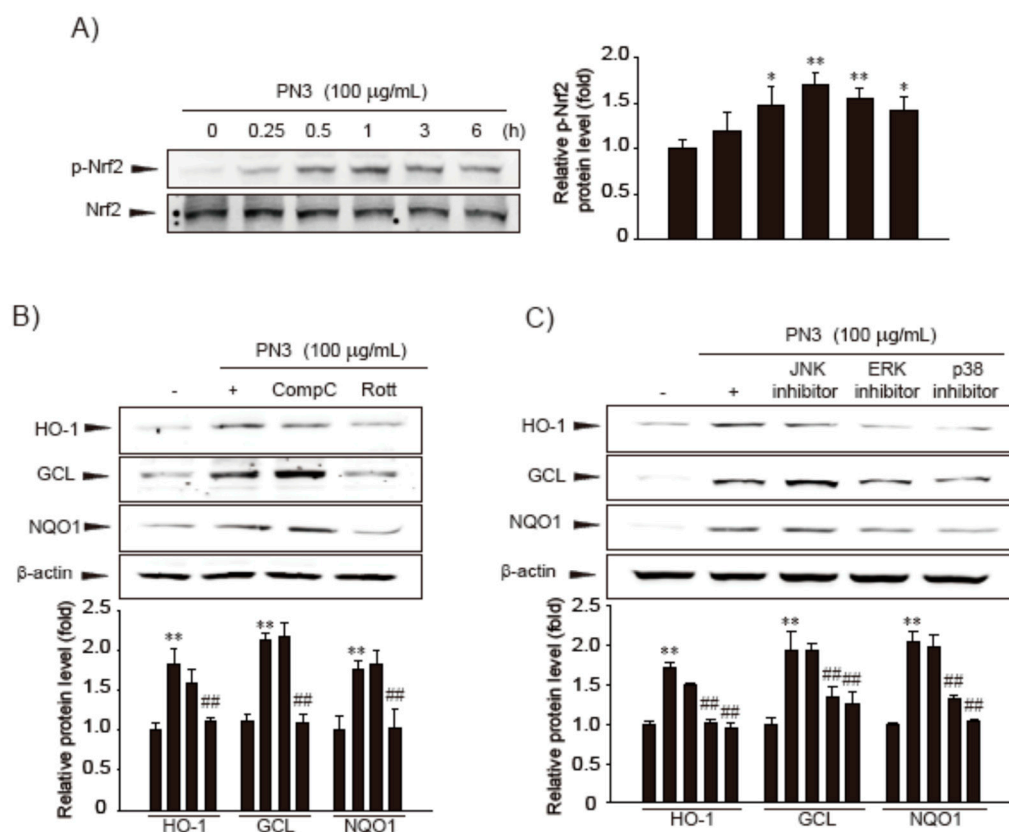 A)
PN3 (100 µg/mL)
0 0.25 0.5 1 3 6 (h)
p-Nrf2
Nrf2
Relative p-Nrf2
protein level (fold)
2.0
1.5
1.0
0.5
0
* ** ** *
B)
PN3 (100 µg/mL)
- + CompC Rott
HO-1
GCL
NQO1
β-actin
Relative protein level (fold)
2.5
2.0
1.5
1.0
0.5
0
** ## ** ## ** ##
HO-1 GCL NQO1
C)
PN3 (100 µg/mL)
JNK ERK p38
- + inhibitor inhibitor inhibitor
HO-1
GCL
NQO1
β-actin
Relative protein level (fold)
2.5
2.0
1.5
1.0
0.5
0
** ## ## ** ## ## ** ## ##
HO-1 GCL NQO1